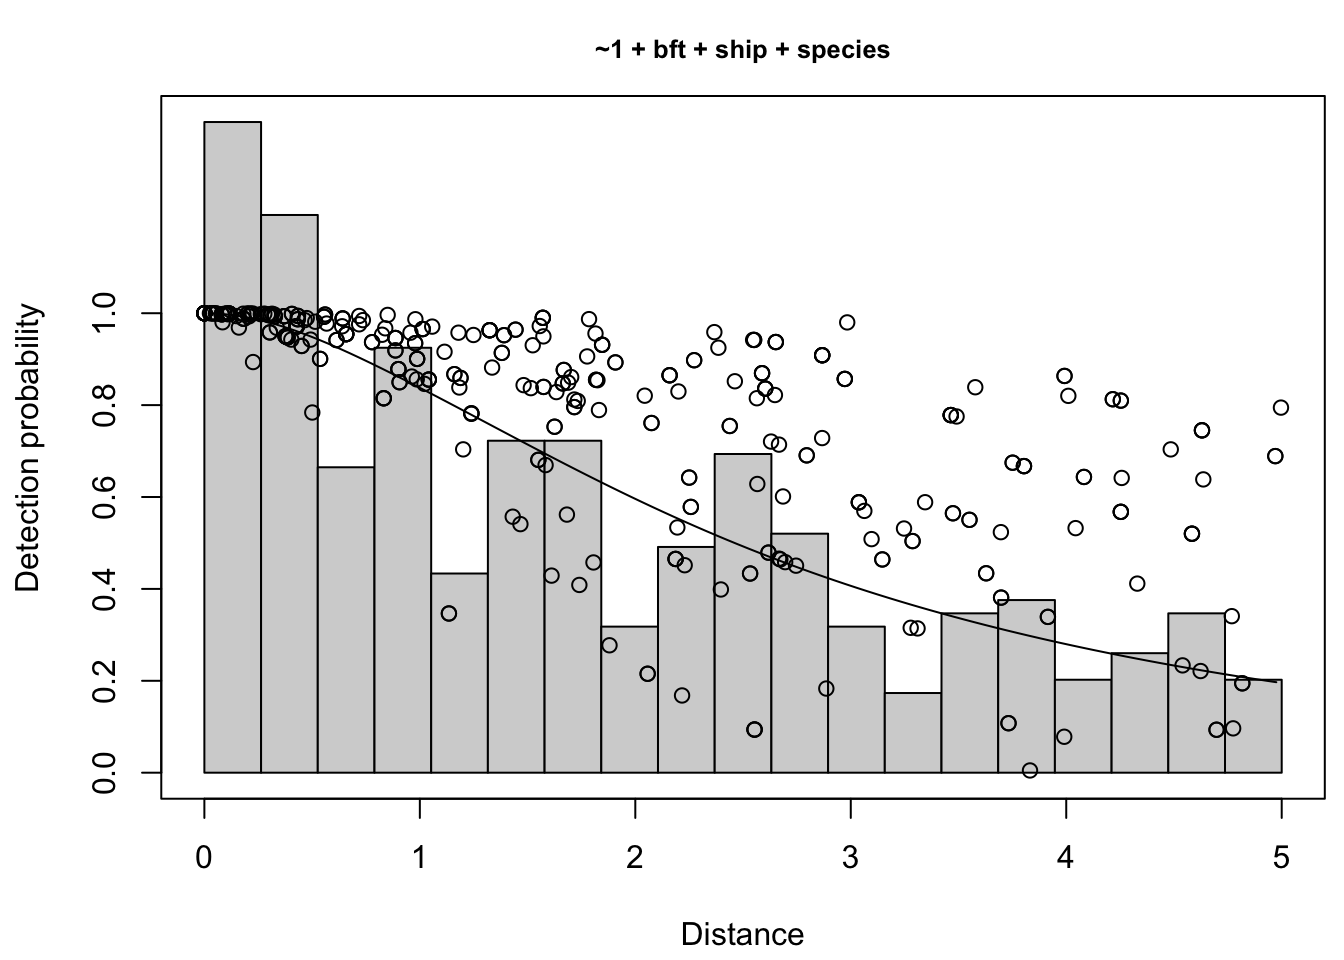 ~1 + bft + ship + species
Detection probability
1.0
0.8
0.6
0.4
0.2
0.0
0 1 2 3 4 5
Distance